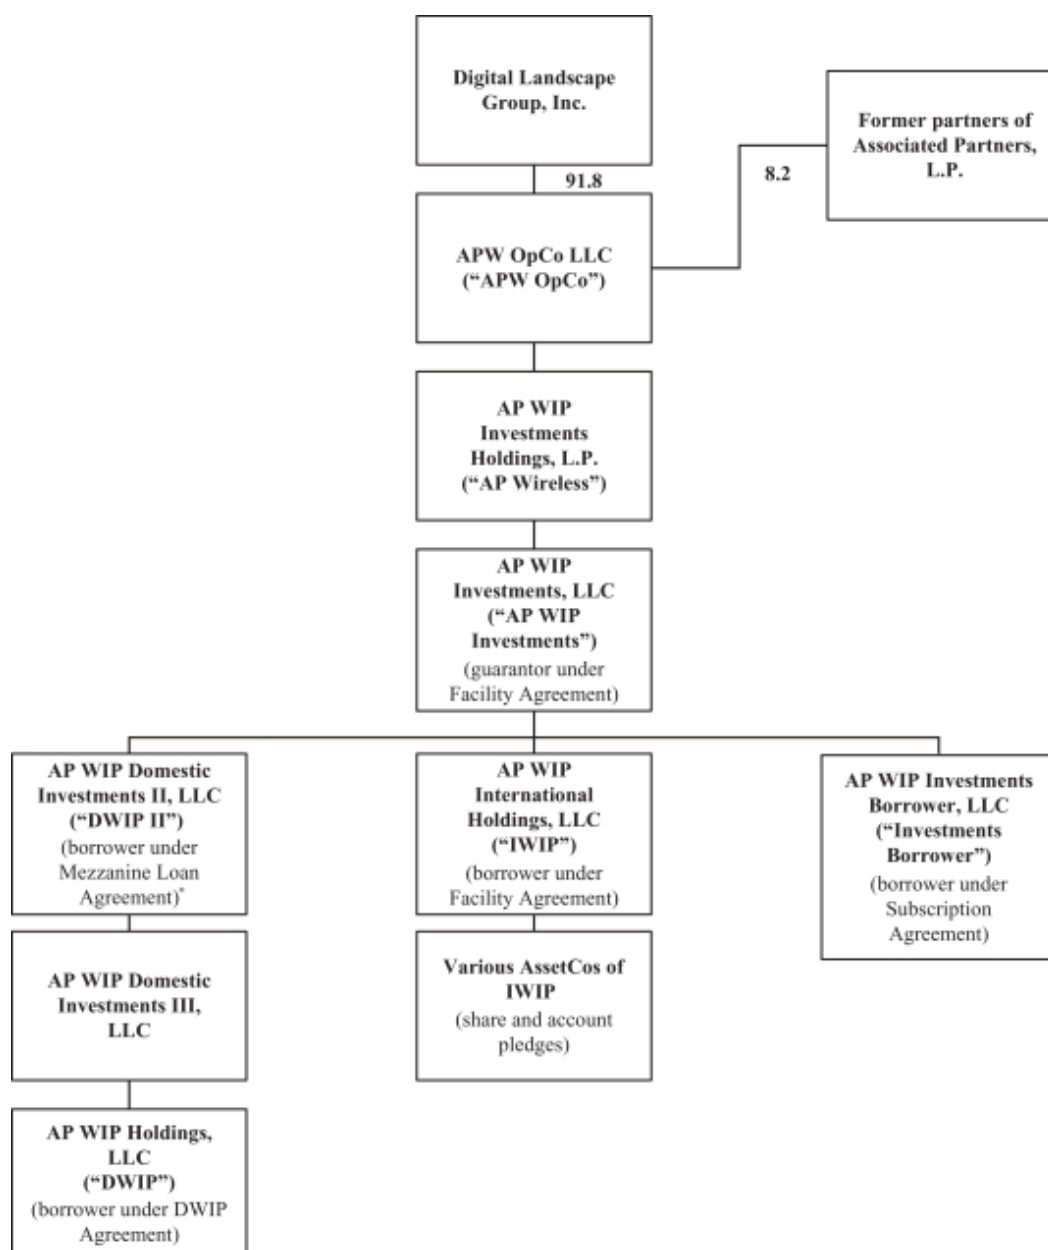 Digital Landscape
Group, Inc.
Former partners of
Associated Partners,
L.P.
91.8
8.2
APW OpCo LLC
(“APW OpCo”)
AP WIP
Investments
Holdings, L.P.
(“AP Wireless”)
AP WIP
Investments, LLC
(“AP WIP
Investments”)
(guarantor under
Facility Agreement)
AP WIP Domestic
Investments II, LLC
(“DWIP II”)
(borrower under
Mezzanine Loan
Agreement)*
AP WIP
International
Holdings, LLC
(“IWIP”)
(borrower under
Facility Agreement)
AP WIP Investments
Borrower, LLC
(“Investments
Borrower”)
(borrower under
Subscription
Agreement)
AP WIP Domestic
Investments III,
LLC
Various AssetCos of
IWIP
(share and account
pledges)
AP WIP Holdings,
LLC
(“DWIP”)
(borrower under DWIP
Agreement)